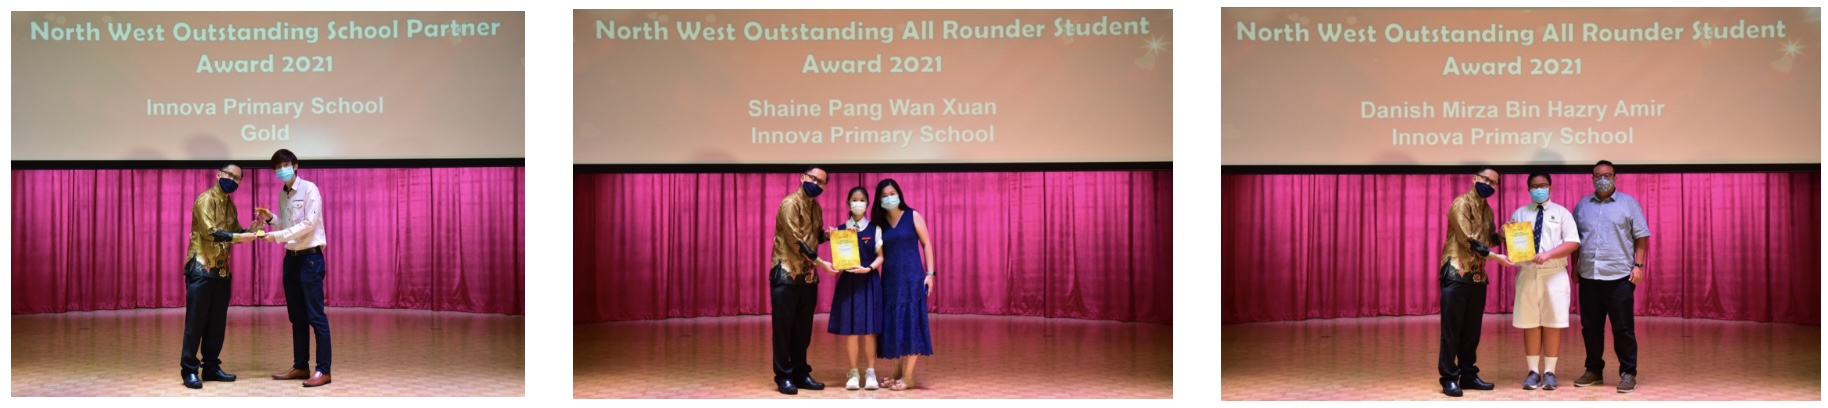 North West Outstanding School Partner
Award 2021
Innova Primary School
Gold
North West Outstanding All Rounder Student
Award 2021
Shaine Pang Wan Xuan
Innova Primary School
North West Outstanding All Rounder Student
Award 2021
Danish Mirza Bin Hazry Amir
Innova Primary School